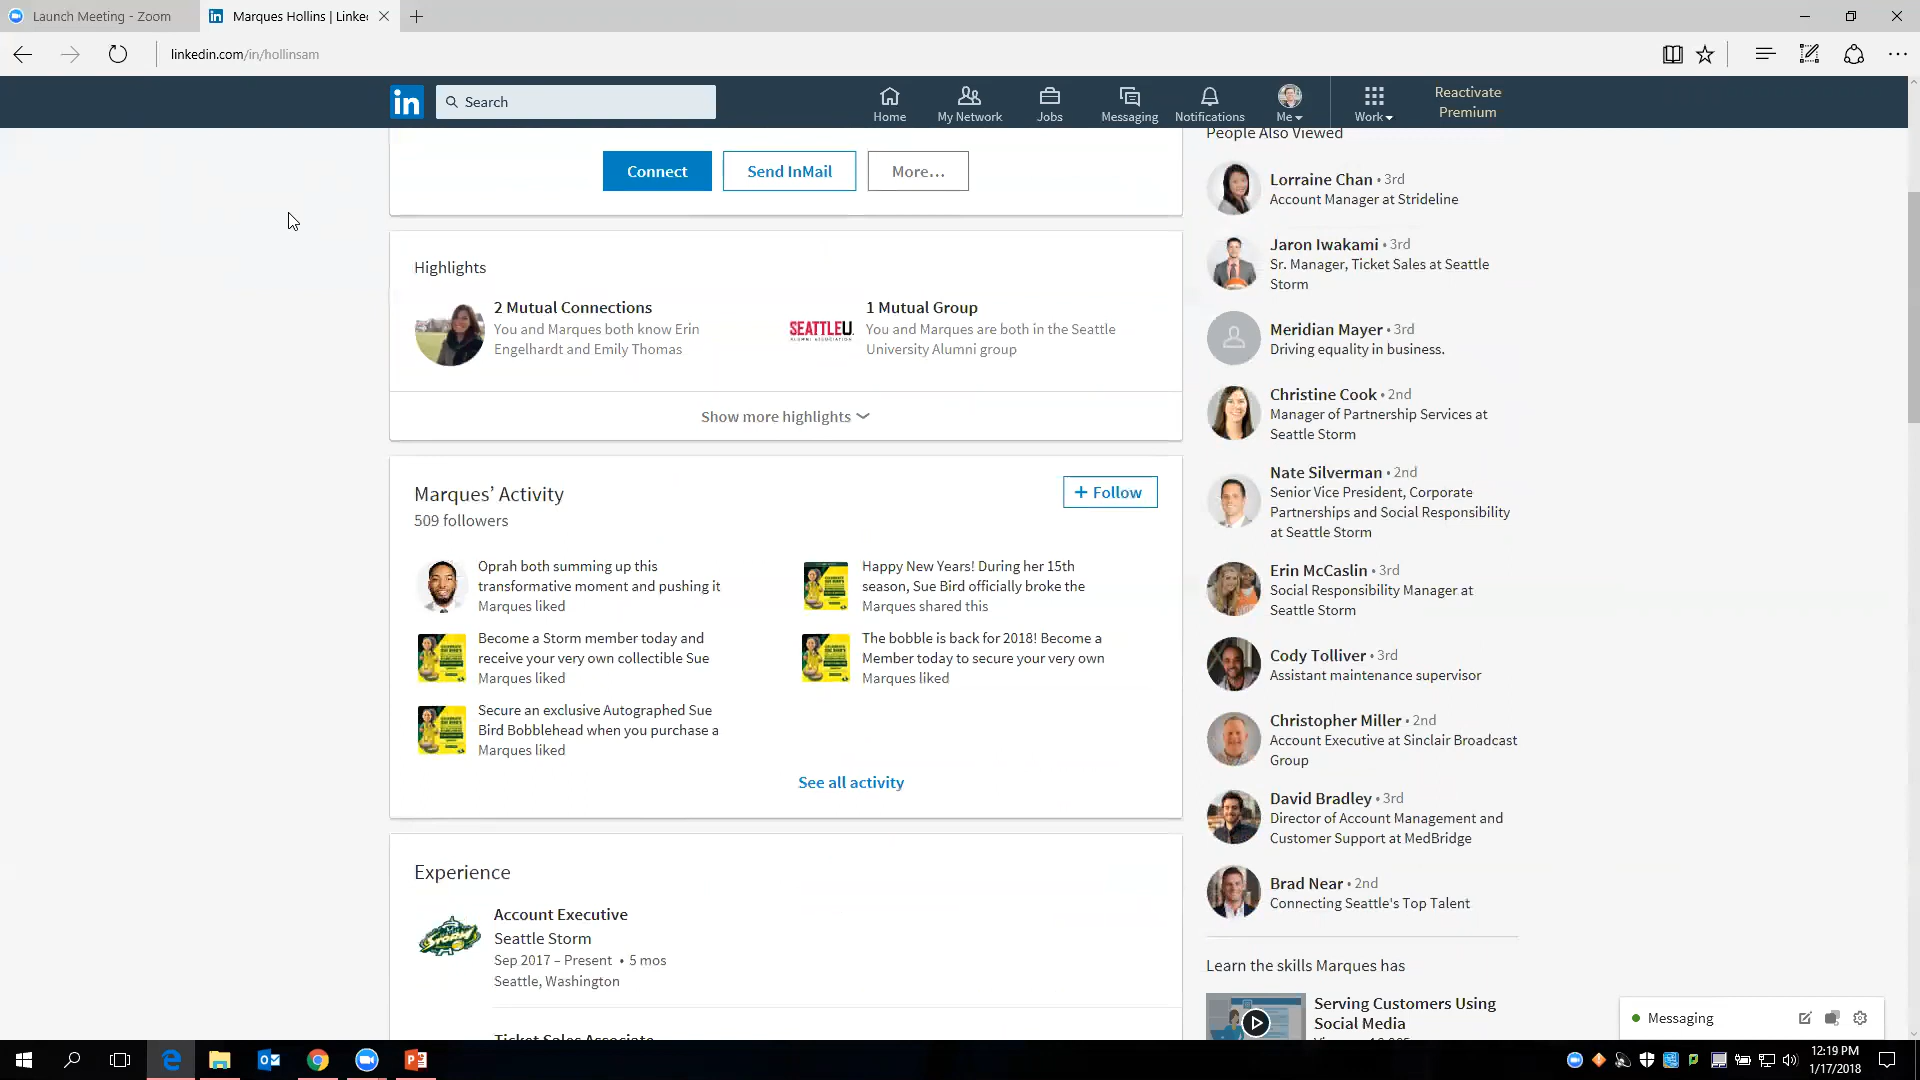 Launch Meeting - Zoom
Marques Hollins | Linke
linkedin.com/in/hollinsam
in
Search
Home
My Network
Jobs
Messaging
Notifications
Me
Work
Reactivate
Premium
Connect
Send InMail
More...
Highlights
2 Mutual Connections
You and Marques both know Erin
Engelhardt and Emily Thomas
SEATTLEU
ALUMNI ASSOCIATION
1 Mutual Group
You and Marques are both in the Seattle
University Alumni group
Show more highlights
Marques' Activity
509 followers
+ Follow
Oprah both summing up this
transformative moment and pushing it
Marques liked
Happy New Years! During her 15th
season, Sue Bird officially broke the
Marques shared this
Become a Storm member today and
receive your very own collectible Sue
Marques liked
The bobble is back for 2018! Become a
Member today to secure your very own
Marques liked
Secure an exclusive Autographed Sue
Bird Bobblehead when you purchase a
Marques liked
See all activity
Experience
STORM
Account Executive
Seattle Storm
Sep 2017 – Present • 5 mos
Seattle, Washington
Ticket Sales Associate
People Also Viewed
Lorraine Chan • 3rd
Account Manager at Strideline
Jaron Iwakami • 3rd
Sr. Manager, Ticket Sales at Seattle
Storm
Meridian Mayer • 3rd
Driving equality in business.
Christine Cook • 2nd
Manager of Partnership Services at
Seattle Storm
Nate Silverman • 2nd
Senior Vice President, Corporate
Partnerships and Social Responsibility
at Seattle Storm
Erin McCaslin • 3rd
Social Responsibility Manager at
Seattle Storm
Cody Tolliver • 3rd
Assistant maintenance supervisor
Christopher Miller • 2nd
Account Executive at Sinclair Broadcast
Group
David Bradley • 3rd
Director of Account Management and
Customer Support at MedBridge
Brad Near • 2nd
Connecting Seattle's Top Talent
Learn the skills Marques has
Serving Customers Using
Social Media
Messaging
12:19 PM
1/17/2018